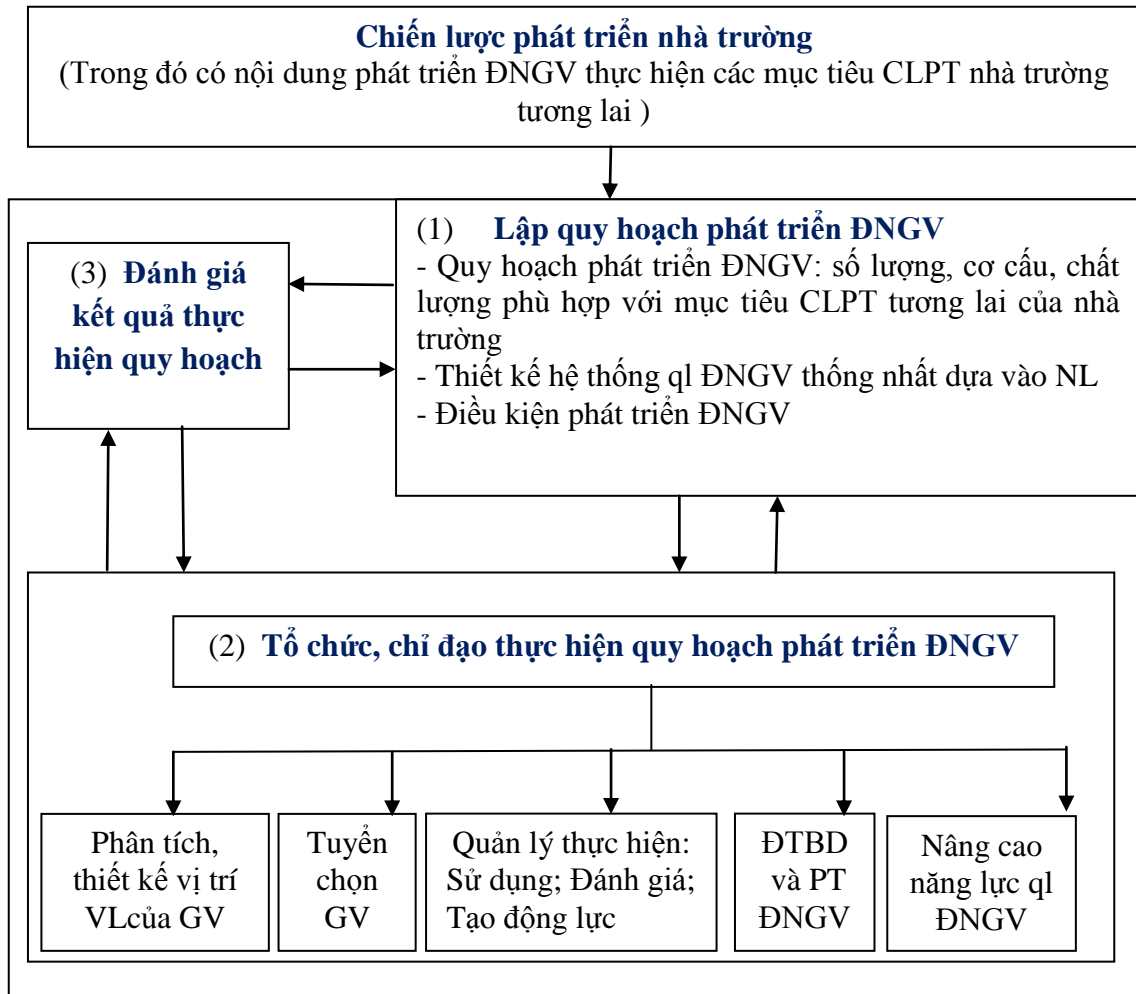 Chiến lược phát triển nhà trường
(Trong đó có nội dung phát triển ĐNGV thực hiện các mục tiêu CLPT nhà trường
tương lai )
(1) Lập quy hoạch phát triển ĐNGV
- Quy hoạch phát triển ĐNGV: số lượng, cơ cấu, chất
lượng phù hợp với mục tiêu CLPT tương lai của nhà
trường
- Thiết kế hệ thống ql ĐNGV thống nhất dựa vào NL
- Điều kiện phát triển ĐNGV
(3) Đánh giá
kết quả thực
hiện quy hoạch
(2) Tổ chức, chỉ đạo thực hiện quy hoạch phát triển ĐNGV
Phân tích,
thiết kế vị trí
VLcủa GV
Tuyển
chọn
GV
Quản lý thực hiện:
Sử dụng; Đánh giá;
Tạo động lực
ĐTBD
và PT
ĐNGV
Nâng cao
năng lực ql
ĐNGV